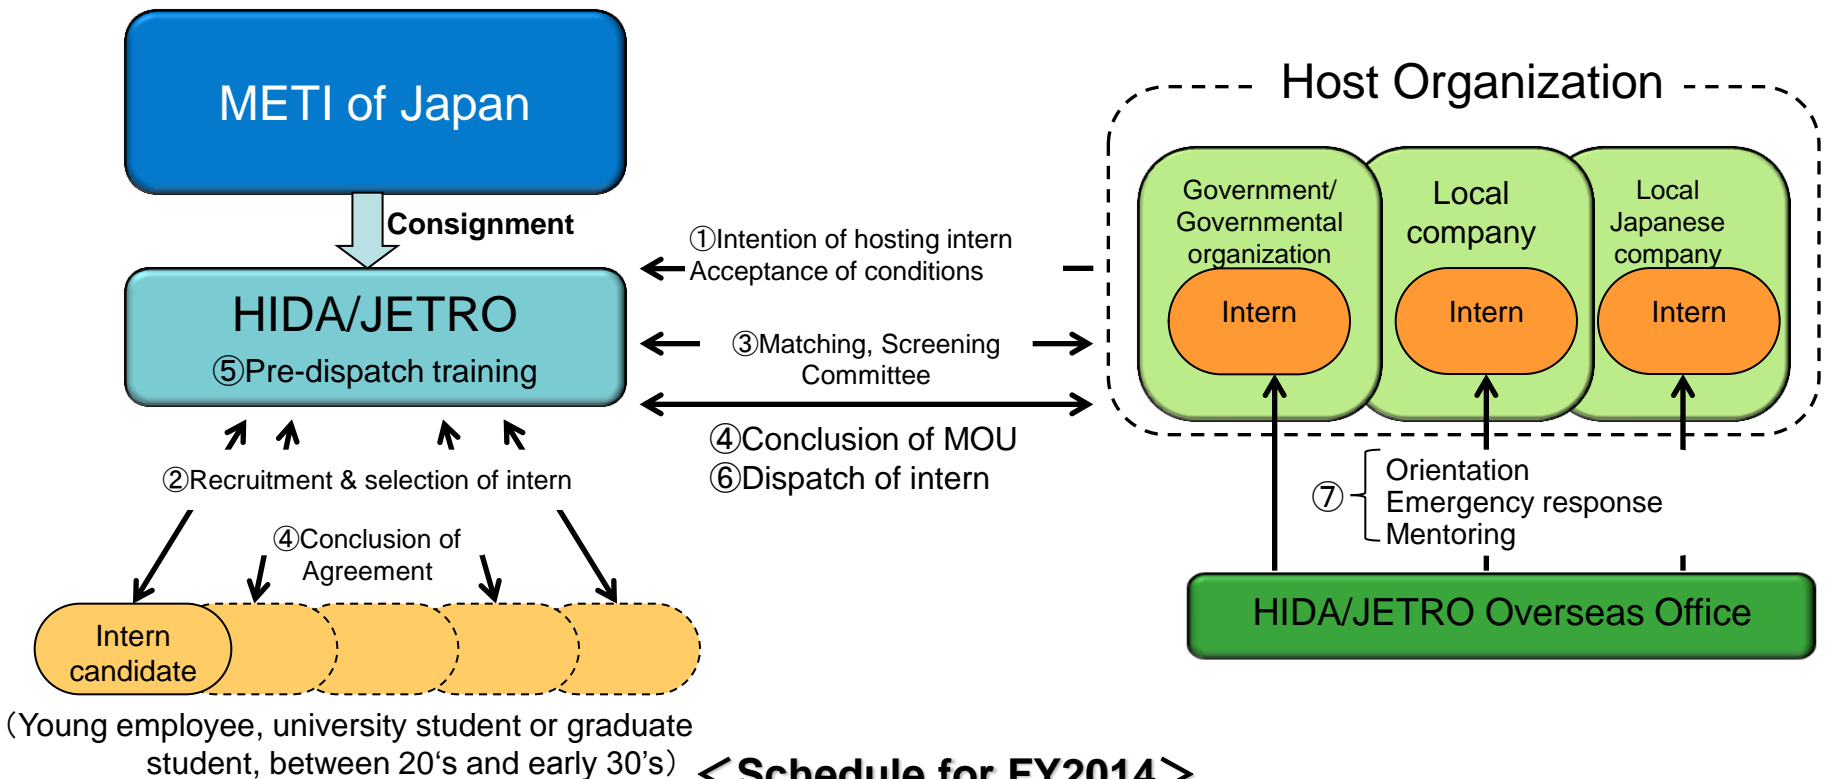 METI of Japan
Consignment
HIDA/JETRO
⑤Pre-dispatch training
①Intention of hosting intern
Acceptance of conditions
③Matching, Screening
Committee
④Conclusion of MOU
⑥Dispatch of intern
②Recruitment & selection of intern
④Conclusion of
Agreement
Intern
candidate
（Young employee, university student or graduate
student, between 20‘s and early 30’s）
Host Organization
Government/
Governmental
organization
Intern
Local
company
Intern
Local
Japanese
company
Intern
⑦
Orientation
Emergency response
Mentoring
HIDA/JETRO Overseas Office
＜Schedule for FY2014＞